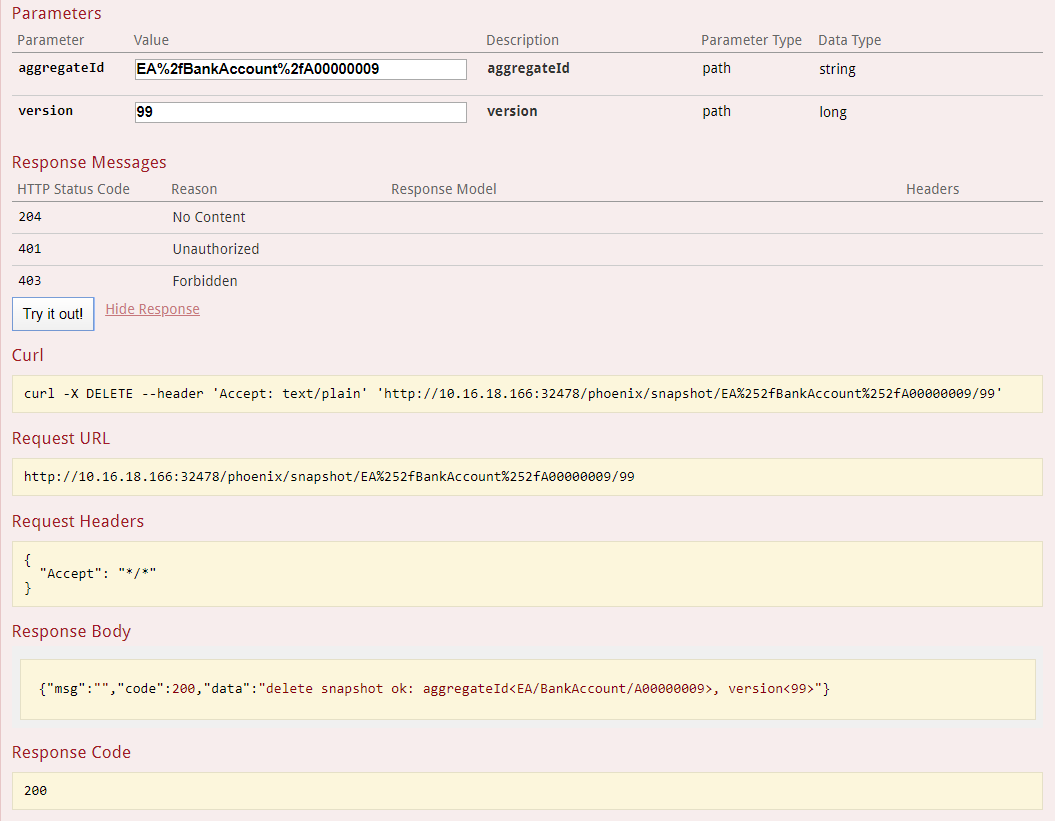 Parameters
Parameter Value Description Parameter Type Data Type
aggregateId EA%2fBankAccount%2fA00000009 aggregateId path string
version 99 version path long
Response Messages
HTTP Status Code Reason Response Model Headers
204 No Content
401 Unauthorized
403 Forbidden
Try it out! Hide Response
Curl
curl -X DELETE --header 'Accept: text/plain' 'http://10.16.18.166:32478/phoenix/snapshot/EA%252fBankAccount%252fA00000009/99'
Request URL
http://10.16.18.166:32478/phoenix/snapshot/EA%252fBankAccount%252fA00000009/99
Request Headers
{
"Accept": "*/*"
}
Response Body
{"msg":"","code":200,"data":"delete snapshot ok: aggregateId<EA/BankAccount/A00000009>, version<99>"}
Response Code
200